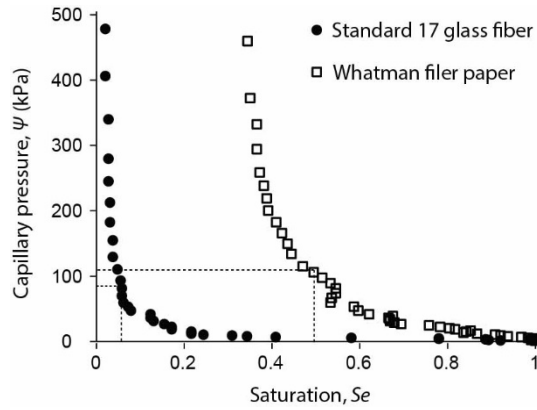 500
400
300
200
100
0
Capillary pressure, Ψ (kPa)
Standard 17 glass fiber
Whatman filer paper
0 0.2 0.4 0.6 0.8 1
Saturation, Se